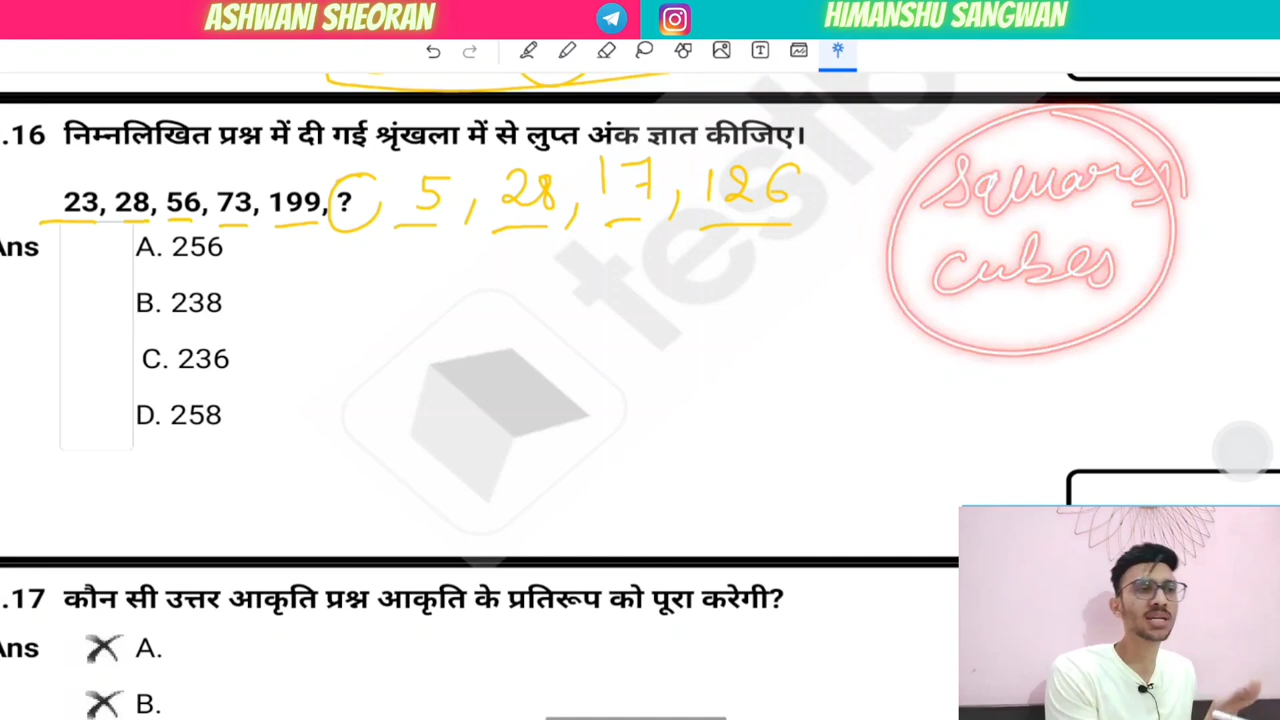 ASHWANI SHEORAN
HIMANSHU SANGWAN
.16 निम्नलिखित प्रश्न में दी गई श्रृंखला में से लुप्त अंक ज्ञात कीजिए।
23, 28, 56, 73, 199, ? 5, 28, 17, 126
Squares
cubes
Ans A. 256
B. 238
C. 236
D. 258
.17 कौन सी उत्तर आकृति प्रश्न आकृति के प्रतिरूप को पूरा करेगी?
Ans A.
B.